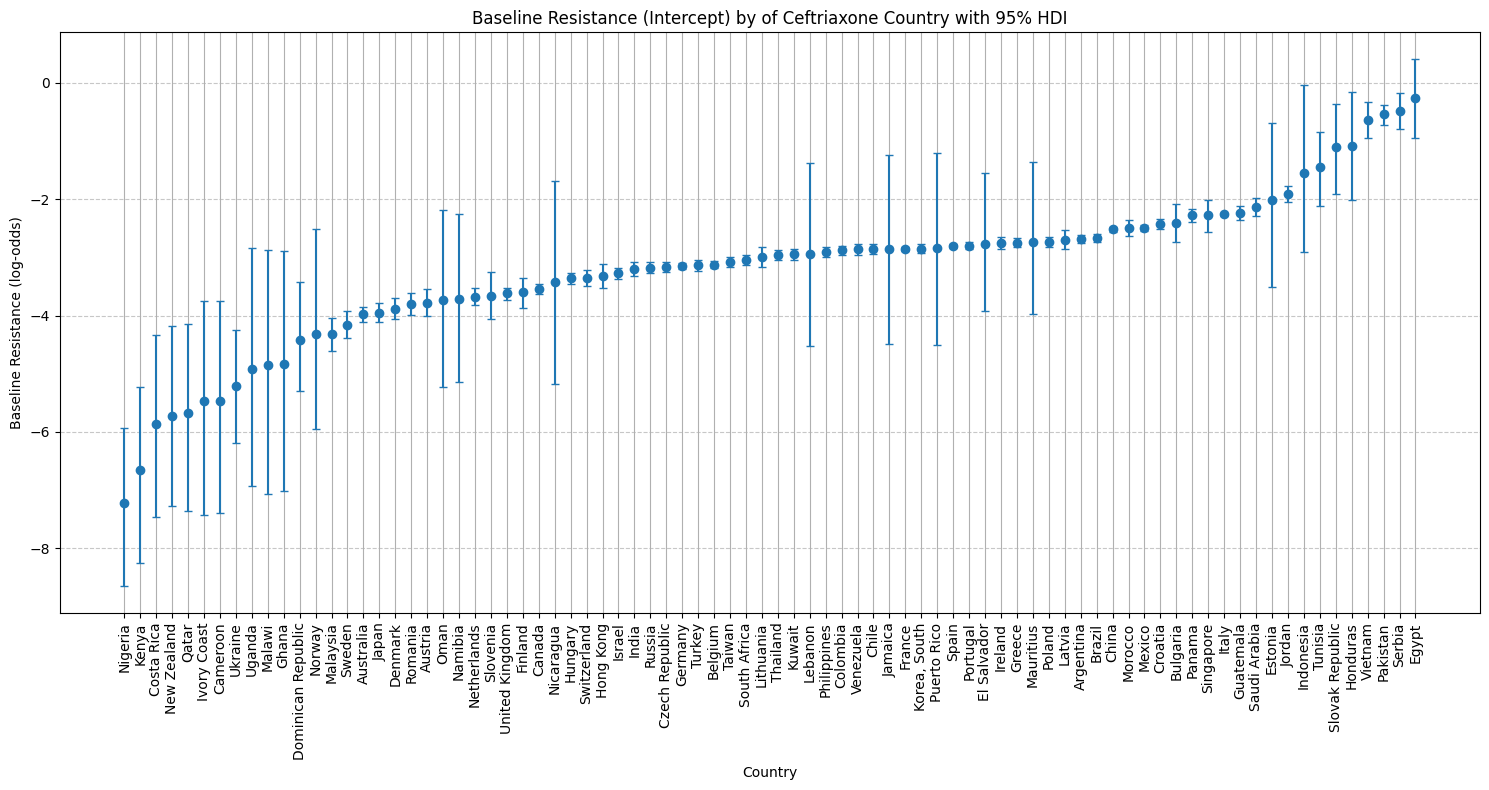 Baseline Resistance (Intercept) by of Ceftriaxone Country with 95% HDI
Baseline Resistance (log-odds)
0
−2
−4
−6
−8
Nigeria
Kenya
Costa Rica
New Zealand
Qatar
Ivory Coast
Cameroon
Ukraine
Uganda
Malawi
Ghana
Dominican Republic
Norway
Malaysia
Sweden
Australia
Japan
Denmark
Romania
Austria
Oman
Namibia
Netherlands
Slovenia
United Kingdom
Finland
Canada
Nicaragua
Hungary
Switzerland
Hong Kong
Israel
India
Russia
Czech Republic
Germany
Turkey
Belgium
Taiwan
South Africa
Lithuania
Thailand
Kuwait
Lebanon
Philippines
Colombia
Venezuela
Chile
Jamaica
France
Korea, South
Puerto Rico
Spain
Portugal
El Salvador
Ireland
Greece
Mauritius
Poland
Latvia
Argentina
Brazil
China
Morocco
Mexico
Croatia
Bulgaria
Panama
Singapore
Italy
Guatemala
Saudi Arabia
Estonia
Jordan
Indonesia
Tunisia
Slovak Republic
Honduras
Vietnam
Pakistan
Serbia
Egypt
Country